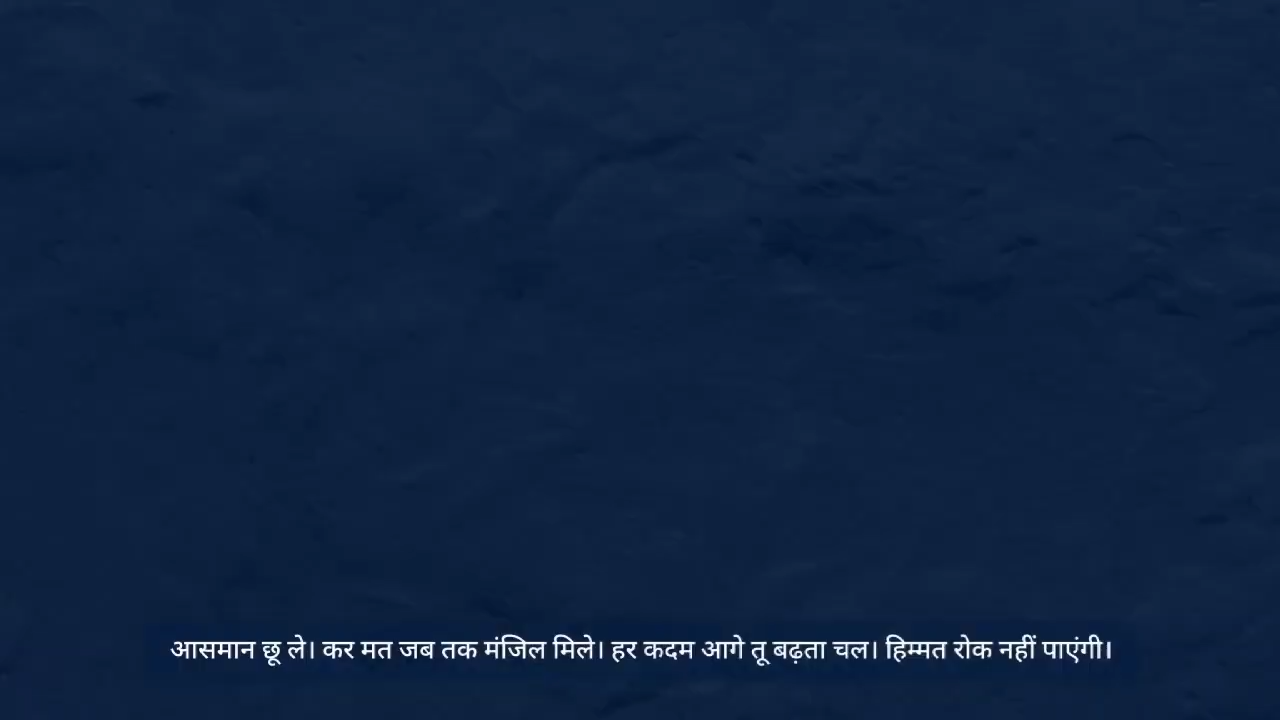 आसमान छू ले। कर मत जब तक मंजिल मिले। हर कदम आगे तू बढ़ता चल। हिम्मत रोक नहीं पाएंगी।